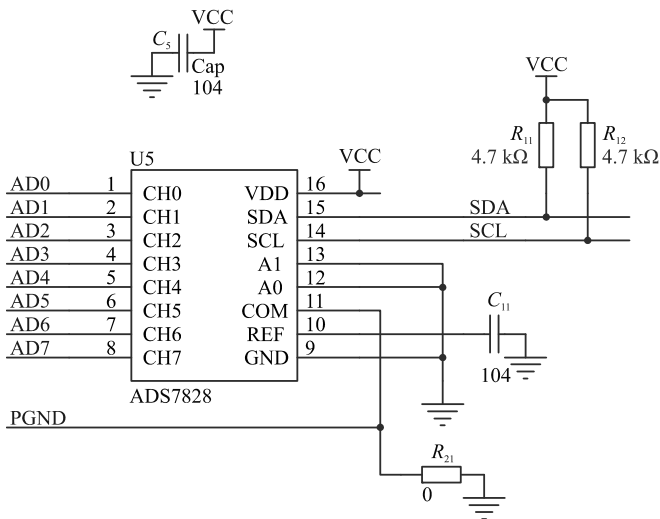 VCC
C5
Cap
104
VCC
R11
4.7 kΩ
R12
4.7 kΩ
U5
VCC
AD0 1 CH0 VDD 16
AD1 2 CH1 SDA 15 SDA
AD2 3 CH2 SCL 14 SCL
AD3 4 CH3 A1 13
AD4 5 CH4 A0 12
AD5 6 CH5 COM 11 C11
AD6 7 CH6 REF 10
AD7 8 CH7 GND 9
104
ADS7828
PGND
R21
0